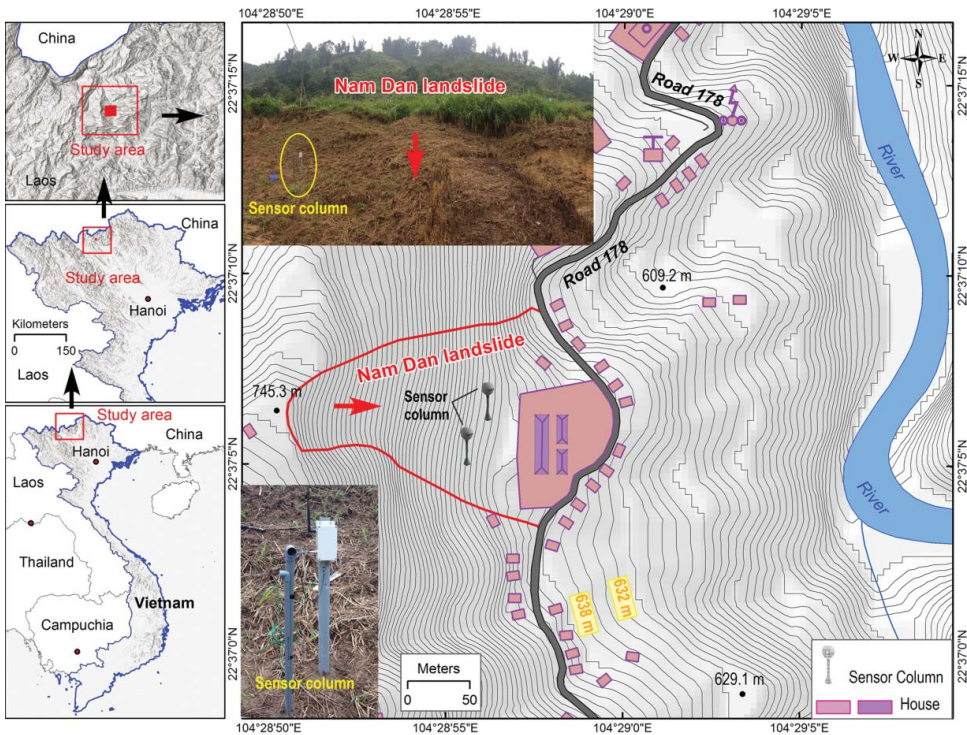 China
Study area
Laos
China
Study area
Hanoi
Kilometers
0 150
Laos
Study area
China
Hanoi
Laos
Thailand
Vietnam
Campuchia
104°28'50"E
104°28'55"E
104°29'0"E
104°29'5"E
22°37'15"N
22°37'10"N
22°37'5"N
22°37'0"N
Nam Dan landslide
Sensor column
N
W E
S
Road 178
River
Road 178
609.2 m
Nam Dan landslide
745.3 m
Sensor
column
River
632 m
638 m
Sensor column
Meters
0 50
629.1 m
Sensor Column
House
22°37'15"N
22°37'10"N
22°37'5"N
22°37'0"N
104°28'50"E
104°28'55"E
104°29'0"E
104°29'5"E